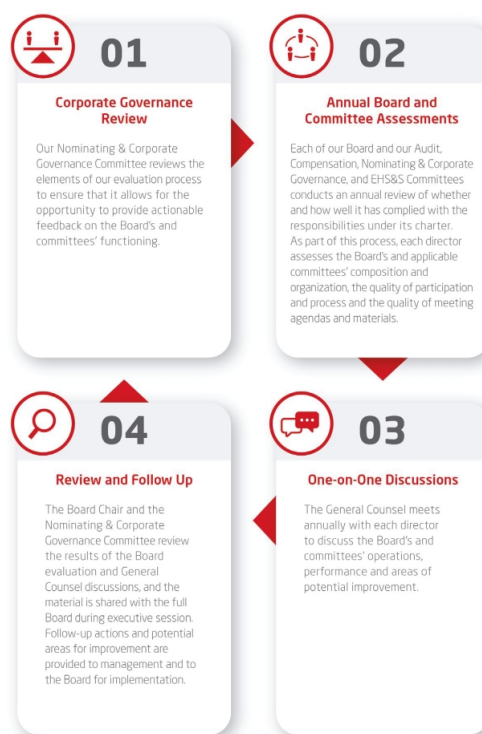 01
Corporate Governance
Review
Our Nominating & Corporate
Governance Committee reviews the
elements of our evaluation process
to ensure that it allows for the
opportunity to provide actionable
feedback on the Board's and
committees' functioning.
02
Annual Board and
Committee Assessments
Each of our Board and our Audit,
Compensation, Nominating & Corporate
Governance, and EHS&S Committees
conducts an annual review of whether
and how well it has complied with the
responsibilities under its charter.
As part of this process, each director
assesses the Board's and applicable
committees' composition and
organization, the quality of participation
and process and the quality of meeting
agendas and materials.
03
One-on-One Discussions
The General Counsel meets
annually with each director
to discuss the Board's and
committees' operations,
performance and areas of
potential improvement.
04
Review and Follow Up
The Board Chair and the
Nominating & Corporate
Governance Committee review
the results of the Board
evaluation and General
Counsel discussions, and the
material is shared with the full
Board during executive session.
Follow-up actions and potential
areas for improvement are
provided to management and to
the Board for implementation.